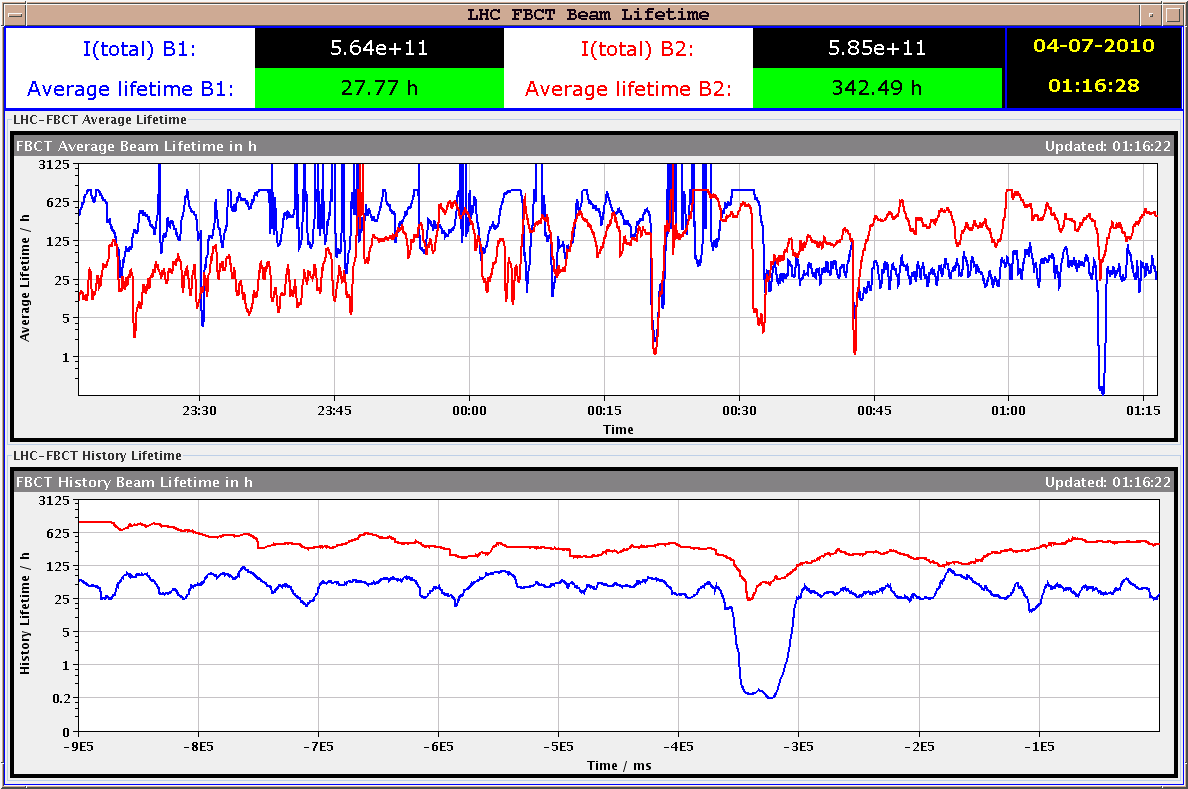 LHC FBCT Beam Lifetime
I(total) B1: 5.64e+11 I(total) B2: 5.85e+11 04-07-2010
Average lifetime B1: 27.77 h Average lifetime B2: 342.49 h 01:16:28
LHC-FBCT Average Lifetime
FBCT Average Beam Lifetime in h Updated: 01:16:22
Average Lifetime / h
3125
625
125
25
5
1
23:30 23:45 00:00 00:15 00:30 00:45 01:00 01:15
Time
LHC-FBCT History Lifetime
FBCT History Beam Lifetime in h Updated: 01:16:22
History Lifetime / h
3125
625
125
25
5
1
0.2
0
-9E5 -8E5 -7E5 -6E5 -5E5 -4E5 -3E5 -2E5 -1E5
Time / ms